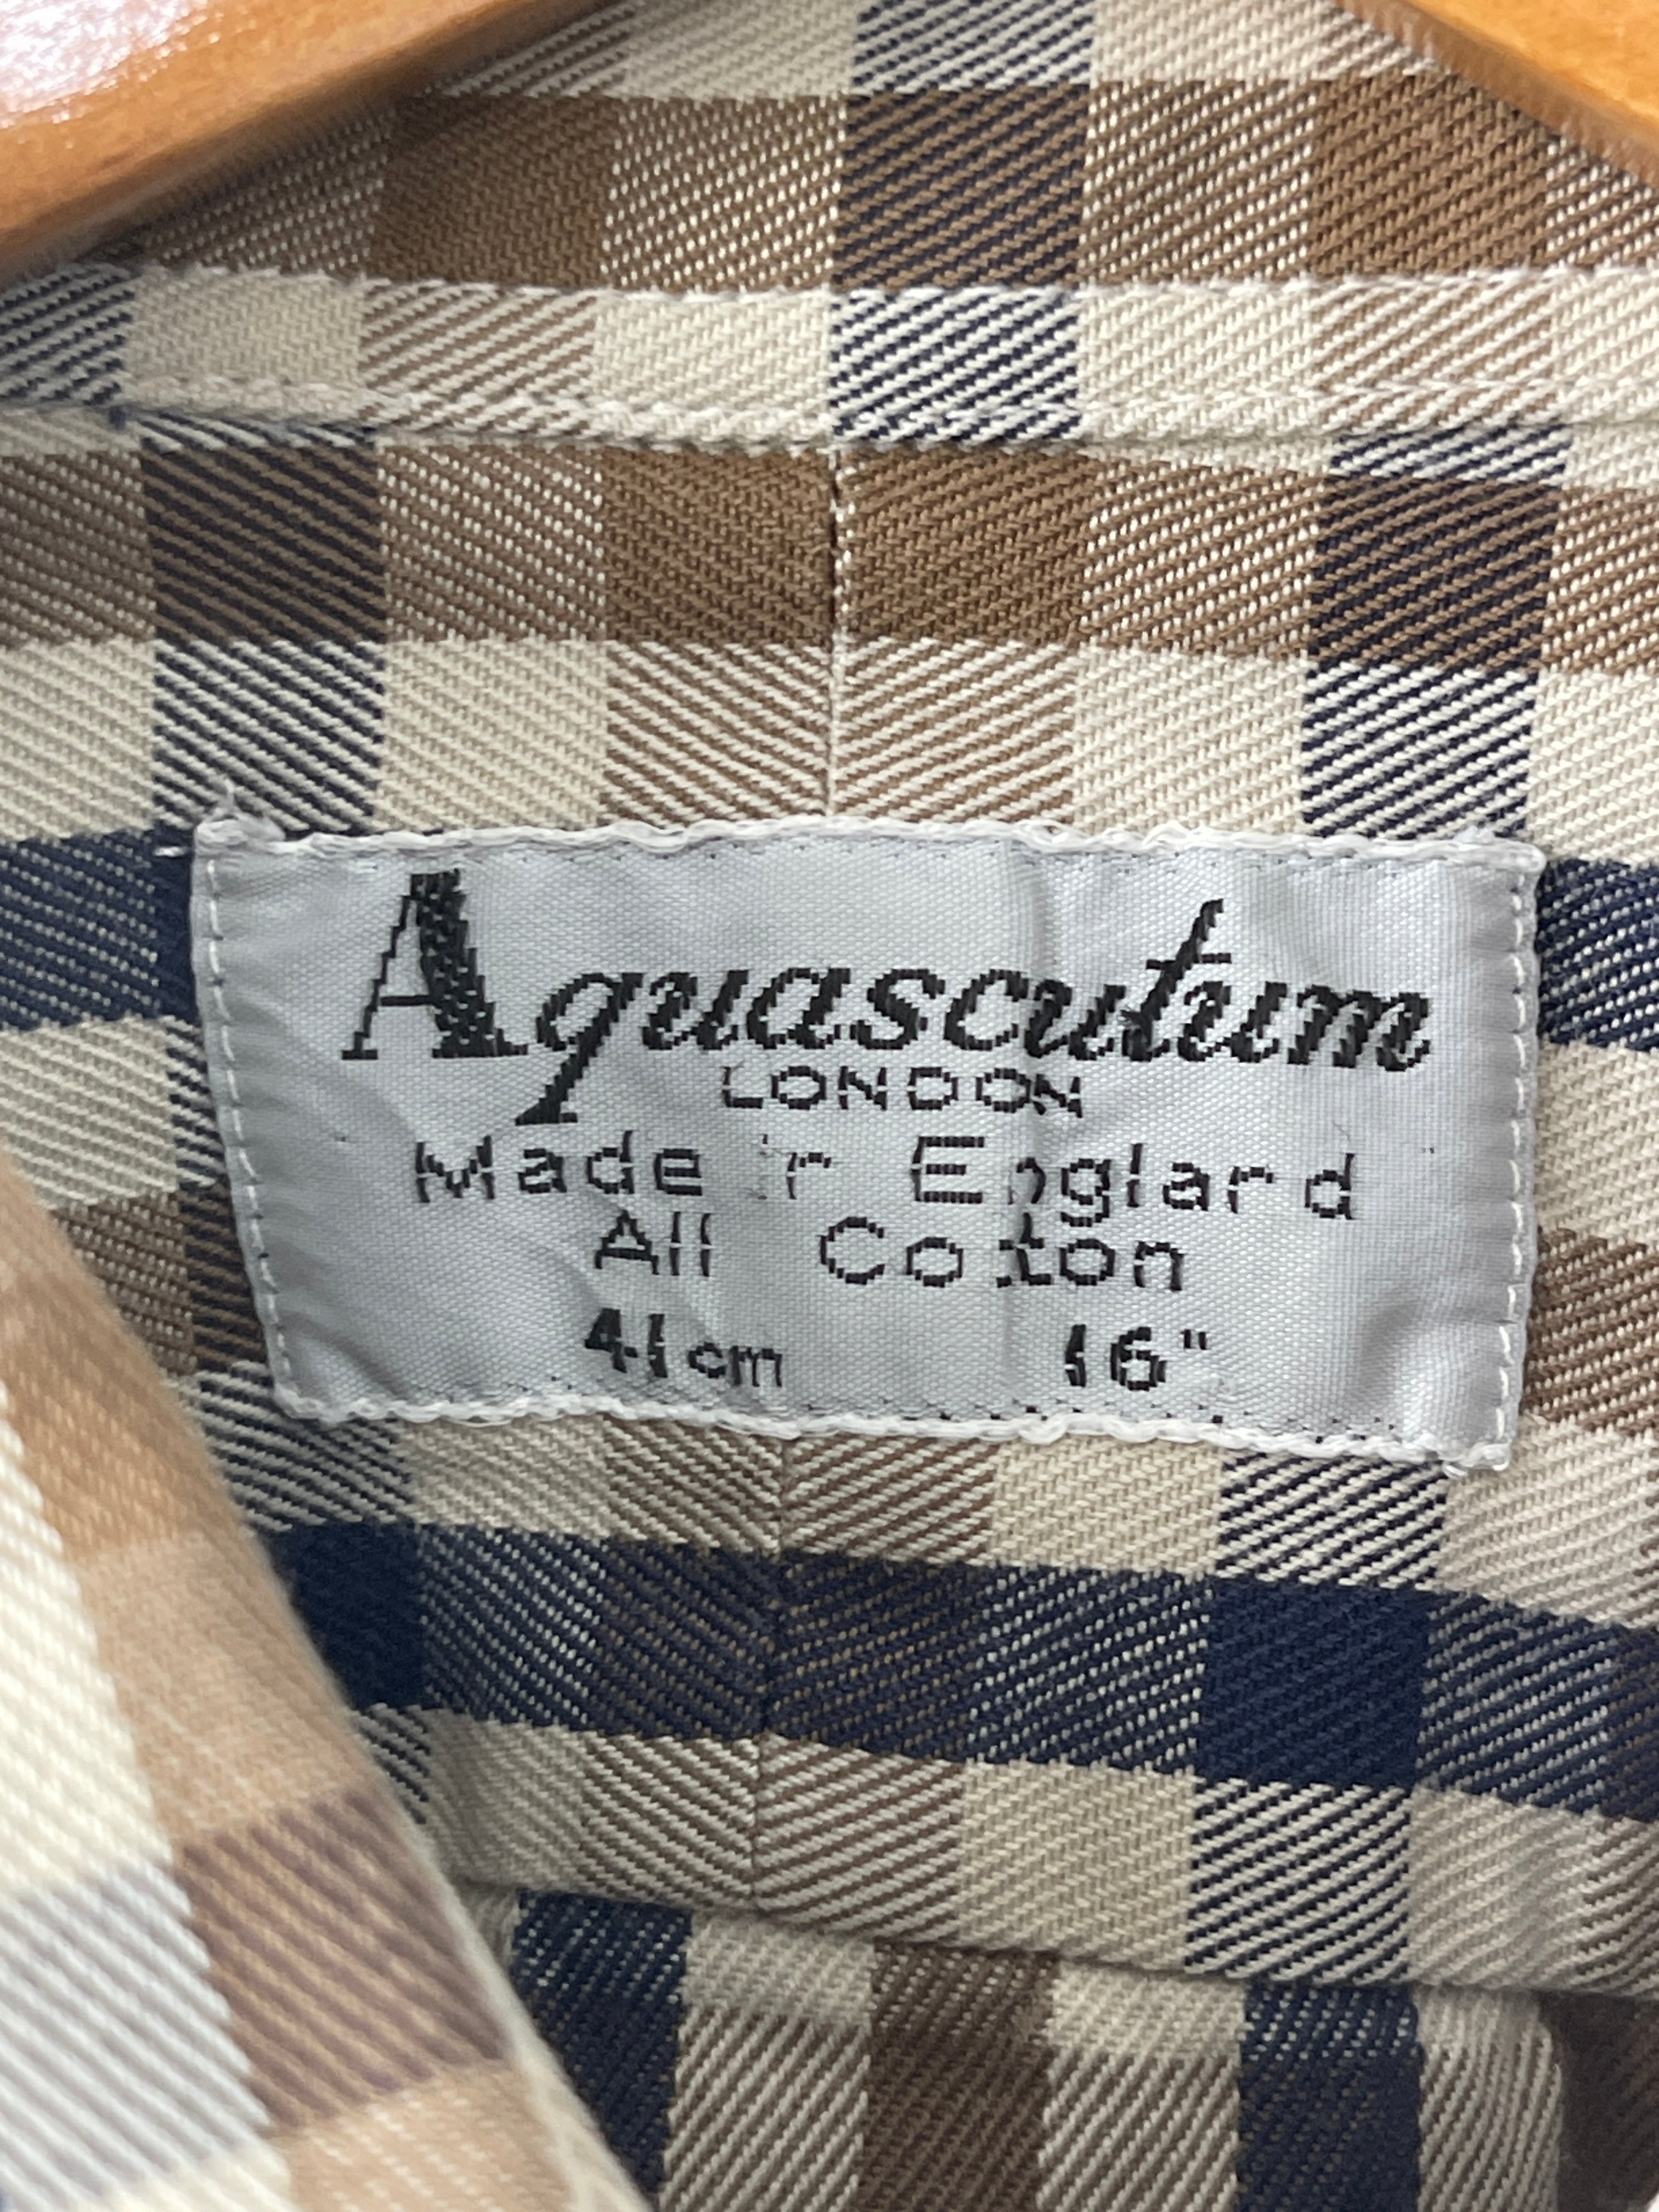 Aquascutum
LONDON
Made in England
All Cotton
41cm 16"